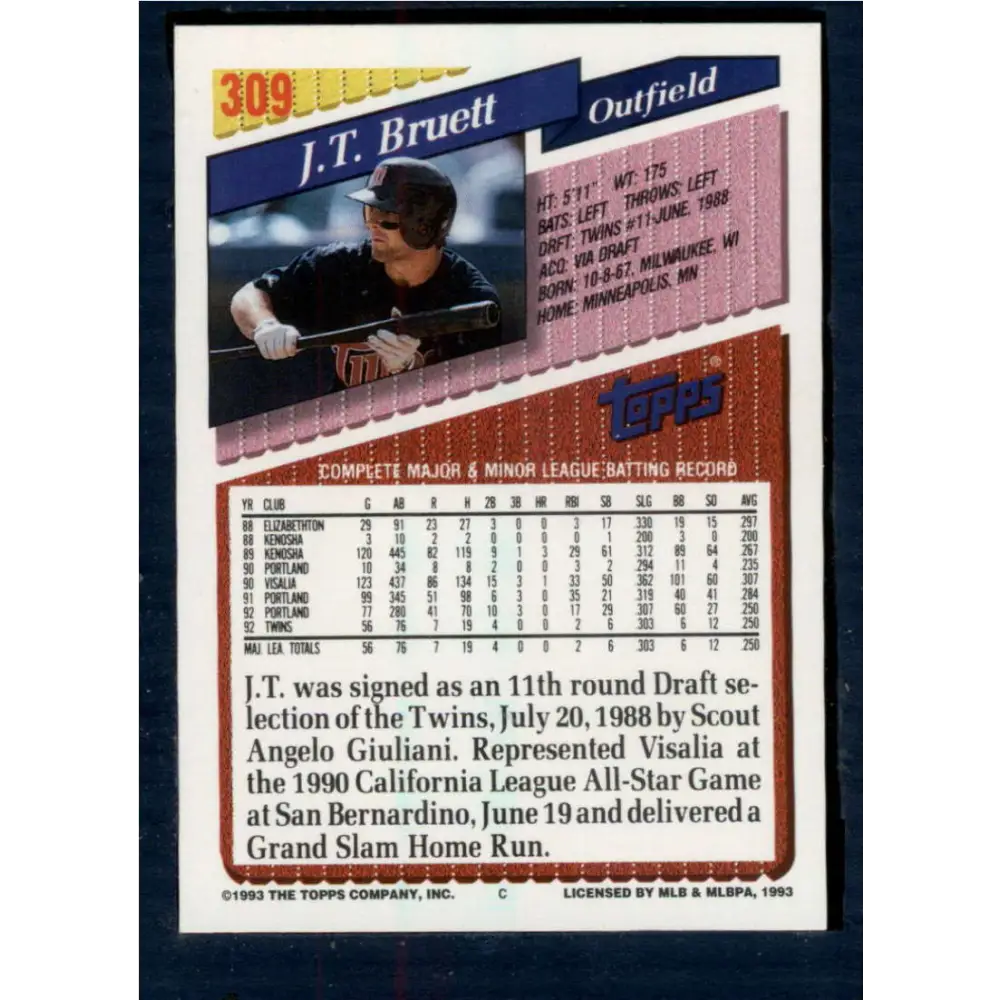 309
J.T. Bruett
Outfield
HT: 5'11" WT: 175
BATS: LEFT THROWS: LEFT
DRFT: TWINS #11-JUNE, 1988
ACQ: VIA DRAFT
BORN: 10-8-67, MILWAUKEE, WI
HOME: MINNEAPOLIS, MN
Twins
Topps®
COMPLETE MAJOR & MINOR LEAGUE BATTING RECORD
YR CLUB G AB R H 2B 3B HR RBI SB SLG BB SO AVG
88 ELIZABETHTON 29 91 23 27 3 0 0 3 17 .330 19 15 .297
88 KENOSHA 3 10 2 2 0 0 0 0 1 .200 3 0 .200
89 KENOSHA 120 445 82 119 9 1 3 29 61 .312 89 64 .267
90 PORTLAND 10 34 8 8 2 0 0 3 2 .294 11 4 .235
90 VISALIA 123 437 86 134 15 3 1 33 50 .362 101 60 .307
91 PORTLAND 99 345 51 98 6 3 0 35 21 .319 40 41 .284
92 PORTLAND 77 280 41 70 10 3 0 17 29 .307 60 27 .250
92 TWINS 56 76 7 19 4 0 0 2 6 .303 6 12 .250
MAJ. LEA. TOTALS 56 76 7 19 4 0 0 2 6 .303 6 12 .250
J.T. was signed as an 11th round Draft se-
lection of the Twins, July 20, 1988 by Scout
Angelo Giuliani. Represented Visalia at
the 1990 California League All-Star Game
at San Bernardino, June 19 and delivered a
Grand Slam Home Run.
©1993 THE TOPPS COMPANY, INC. C LICENSED BY MLB & MLBPA, 1993